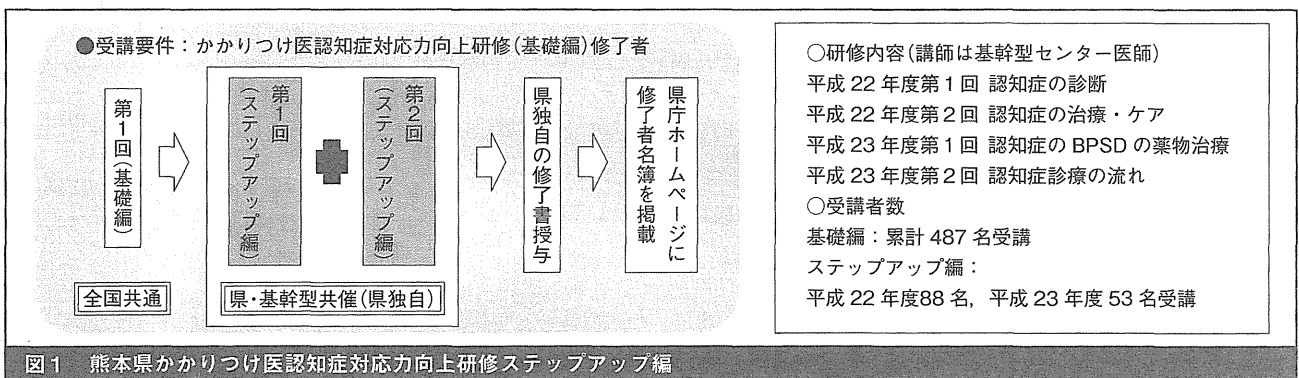 ●受講要件：かかりつけ医認知症対応力向上研修(基礎編)修了者
第1回(基礎編)
全国共通
第1回
(ステップアップ編)
第2回
(ステップアップ編)
県・基幹型共催(県独自)
県独自の修了書授与
県庁ホームページに
修了者名簿を掲載
○研修内容(講師は基幹型センター医師)
平成22年度第1回 認知症の診断
平成22年度第2回 認知症の治療・ケア
平成23年度第1回 認知症のBPSDの薬物治療
平成23年度第2回 認知症診療の流れ
○受講者数
基礎編：累計487名受講
ステップアップ編：
平成22年度88名，平成23年度53名受講
図1 熊本県かかりつけ医認知症対応力向上研修ステップアップ編